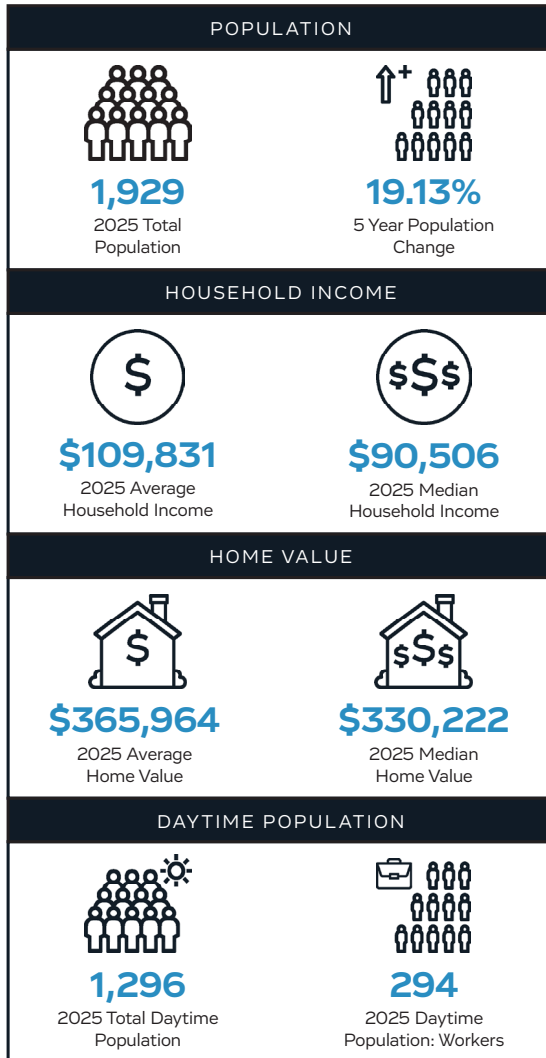 POPULATION
1,929
2025 Total
Population
19.13%
5 Year Population
Change
HOUSEHOLD INCOME
$
$109,831
2025 Average
Household Income
$$$
$90,506
2025 Median
Household Income
HOME VALUE
$
$365,964
2025 Average
Home Value
$$$
$330,222
2025 Median
Home Value
DAYTIME POPULATION
1,296
2025 Total Daytime
Population
294
2025 Daytime
Population: Workers